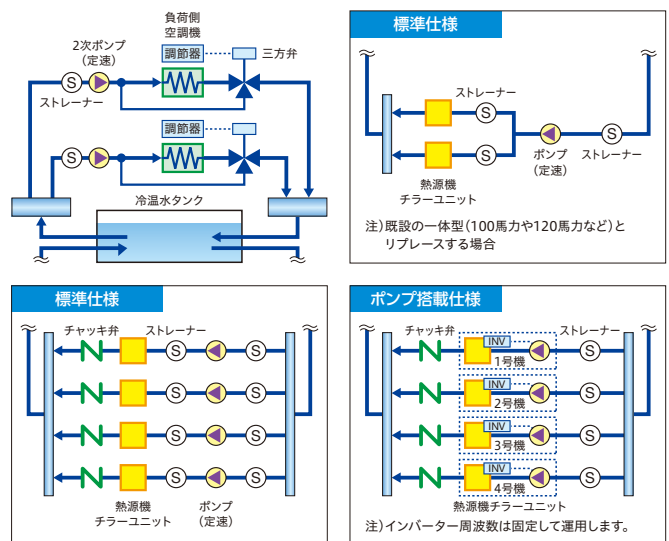 負荷側
空調機
2次ポンプ
(定速)
調節器
三方弁
S
ストレーナー
調節器
S
冷温水タンク
標準仕様
ストレーナー
S
S
S
ポンプ
(定速)
ストレーナー
熱源機
チラーユニット
注)既設の一体型(100馬力や120馬力など)と
リプレースする場合
標準仕様
チャッキ弁
ストレーナー
S
S
S
S
S
S
S
S
熱源機
チラーユニット
ポンプ
(定速)
ポンプ搭載仕様
チャッキ弁
ストレーナー
INV
S
1号機
INV
S
2号機
INV
S
3号機
INV
S
4号機
熱源機チラーユニット
注)インバーター周波数は固定して運用します。